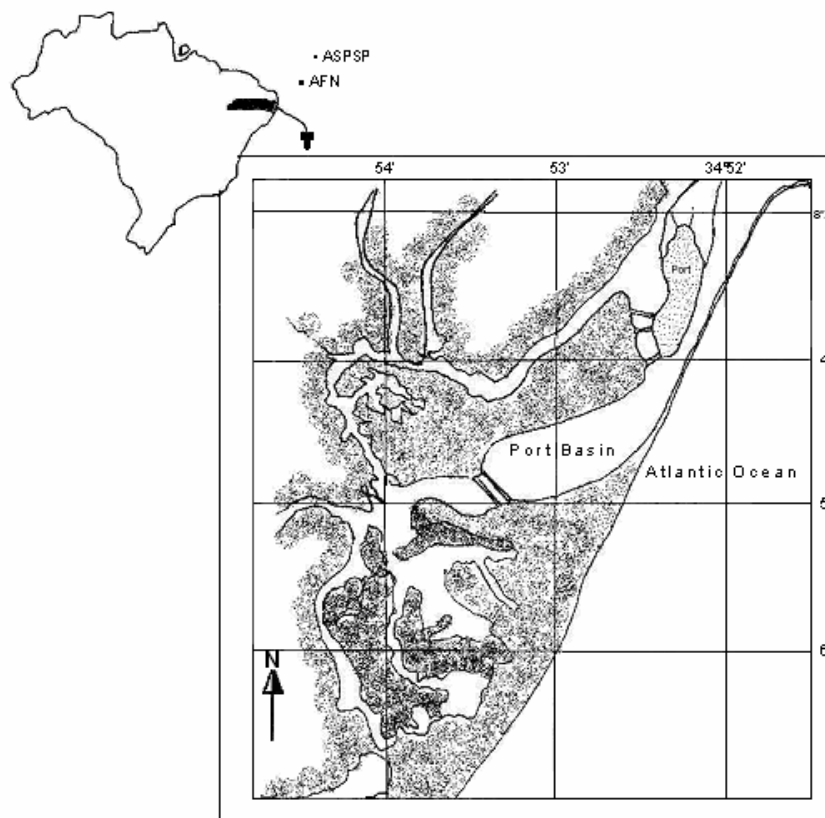 ASPSP
AFN
54' 53' 34°52'
8°
Port
4
Port Basin
Atlantic Ocean
5
6
N